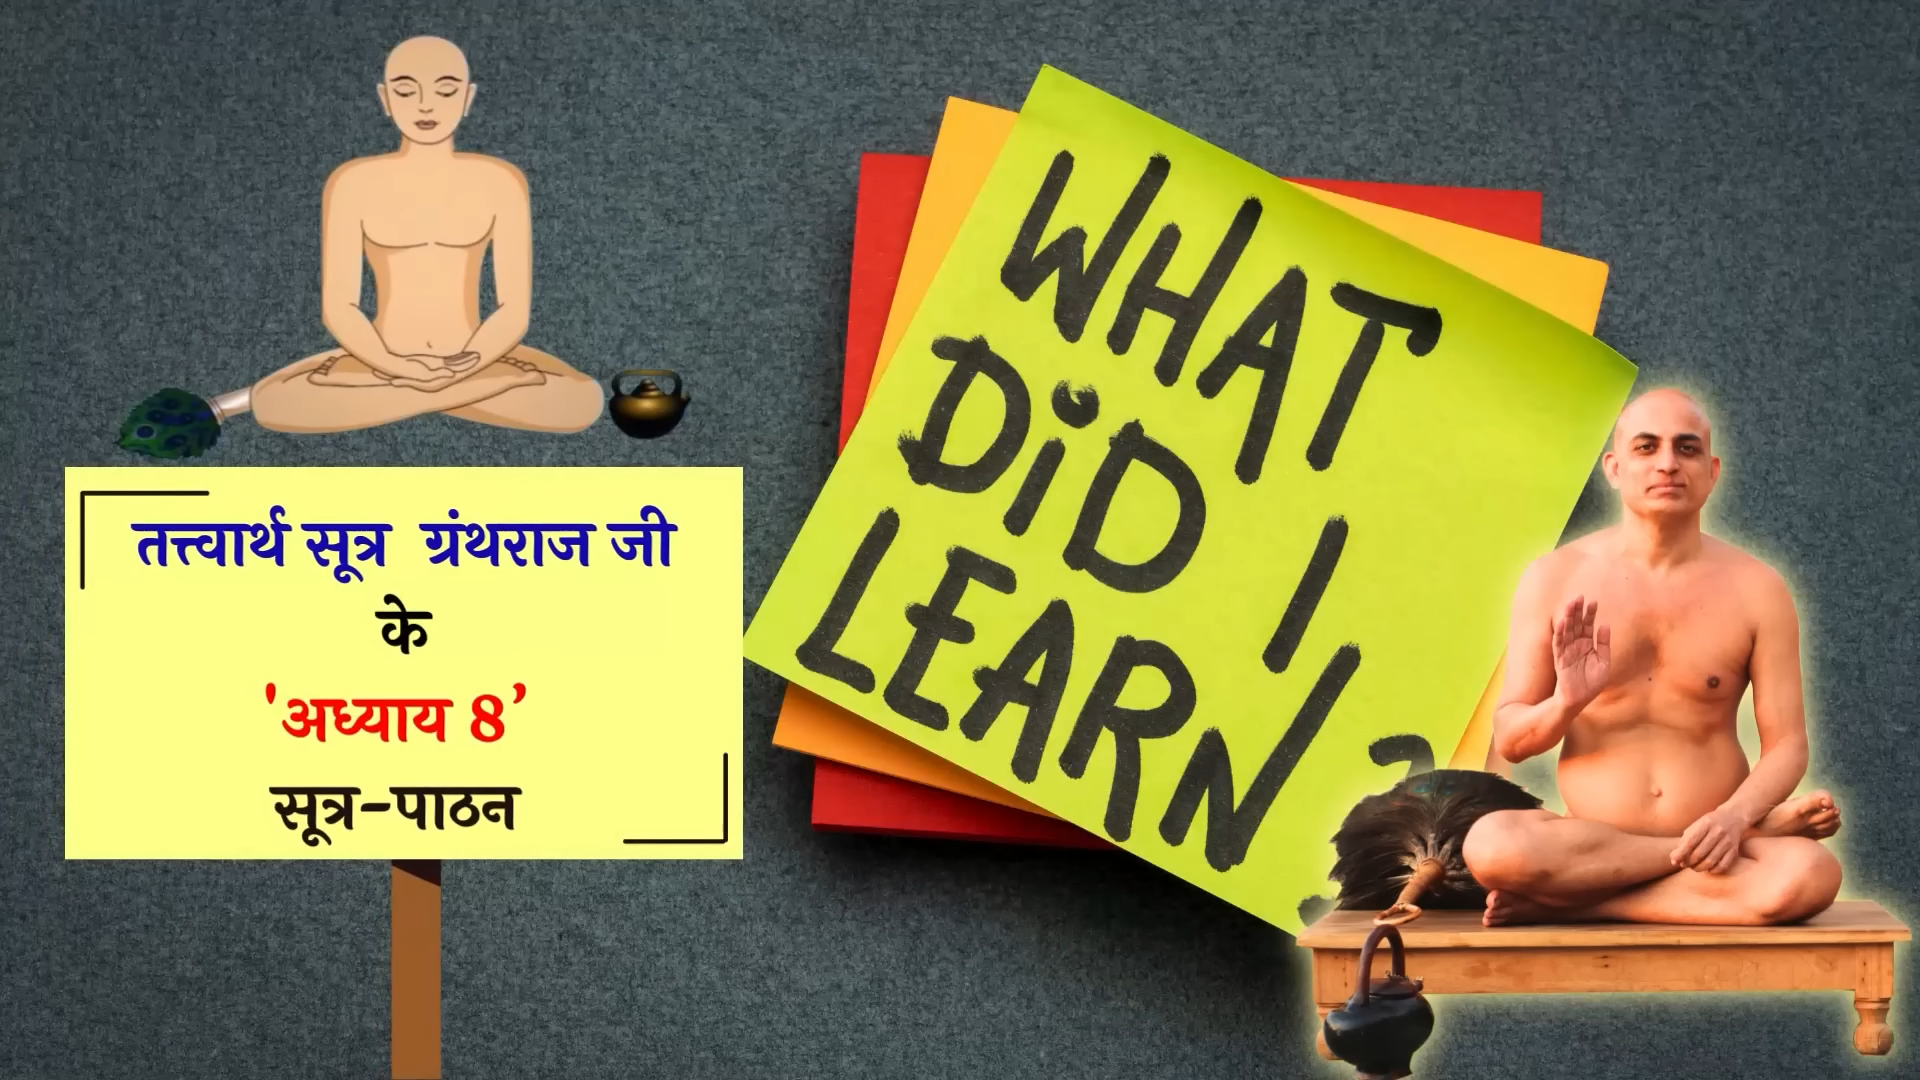 तत्त्वार्थ सूत्र ग्रंथराज जी
के
'अध्याय 8’
सूत्र-पाठन
WHAT
DiD I
LEARN ?